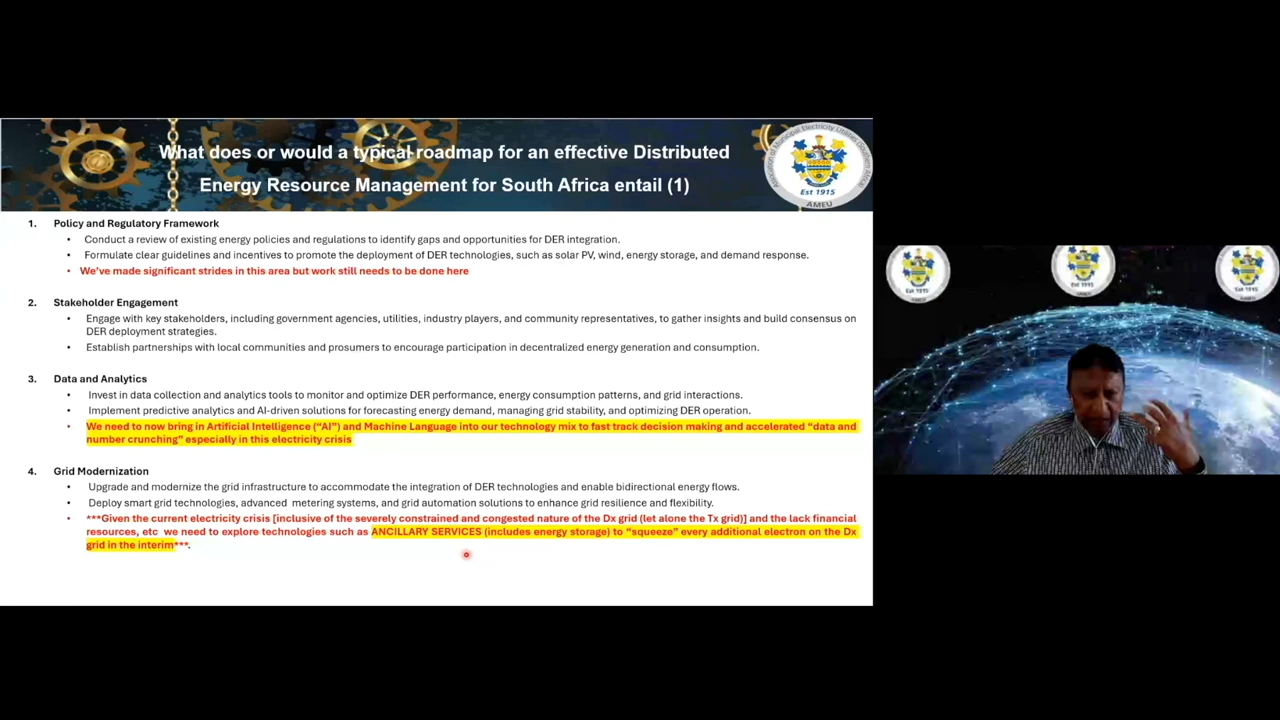 What does or would a typical roadmap for an effective Distributed
Energy Resource Management for South Africa entail (1)
Est 1915
AMEU
1. Policy and Regulatory Framework
• Conduct a review of existing energy policies and regulations to identify gaps and opportunities for DER integration.
• Formulate clear guidelines and incentives to promote the deployment of DER technologies, such as solar PV, wind, energy storage, and demand response.
• We've made significant strides in this area but work still needs to be done here
2. Stakeholder Engagement
• Engage with key stakeholders, including government agencies, utilities, industry players, and community representatives, to gather insights and build consensus on
DER deployment strategies.
• Establish partnerships with local communities and prosumers to encourage participation in decentralized energy generation and consumption.
3. Data and Analytics
• Invest in data collection and analytics tools to monitor and optimize DER performance, energy consumption patterns, and grid interactions.
• Implement predictive analytics and AI-driven solutions for forecasting energy demand, managing grid stability, and optimizing DER operation.
• We need to now bring in Artificial Intelligence ("AI") and Machine Language into our technology mix to fast track decision making and accelerated "data and
number crunching" especially in this electricity crisis
4. Grid Modernization
• Upgrade and modernize the grid infrastructure to accommodate the integration of DER technologies and enable bidirectional energy flows.
• Deploy smart grid technologies, advanced metering systems, and grid automation solutions to enhance grid resilience and flexibility.
• ***Given the current electricity crisis [inclusive of the severely constrained and congested nature of the Dx grid (let alone the Tx grid)] and the lack financial
resources, etc we need to explore technologies such as ANCILLARY SERVICES (includes energy storage) to "squeeze" every additional electron on the Dx
grid in the interim***.
Est 1915
AMEU
Est 1915
AMEU
Est 1915
AMEU